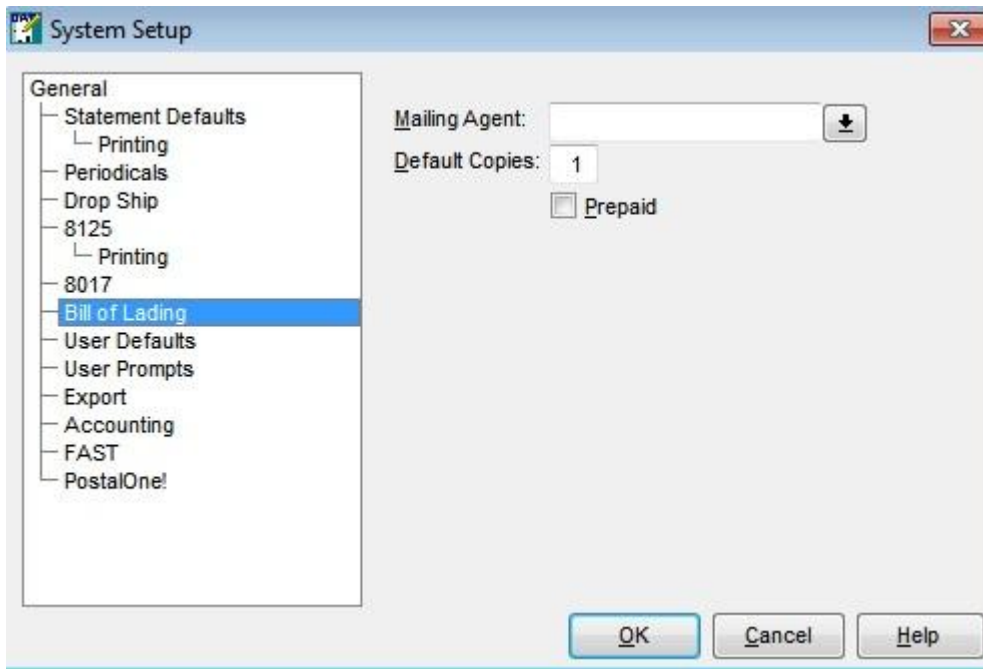 System Setup
General
Statement Defaults
Printing
Periodicals
Drop Ship
8125
Printing
8017
Bill of Lading
User Defaults
User Prompts
Export
Accounting
FAST
PostalOne!
Mailing Agent:
Default Copies: 1
Prepaid
OK Cancel Help